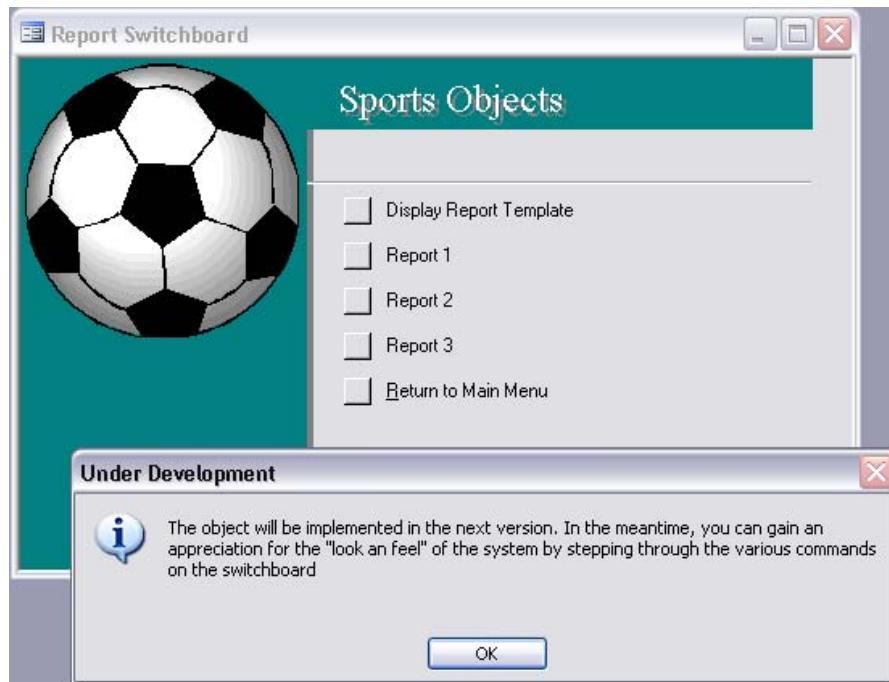 Report Switchboard
Sports Objects
Display Report Template
Report 1
Report 2
Report 3
Return to Main Menu
Under Development
The object will be implemented in the next version. In the meantime, you can gain an
appreciation for the "look an feel" of the system by stepping through the various commands
on the switchboard
OK